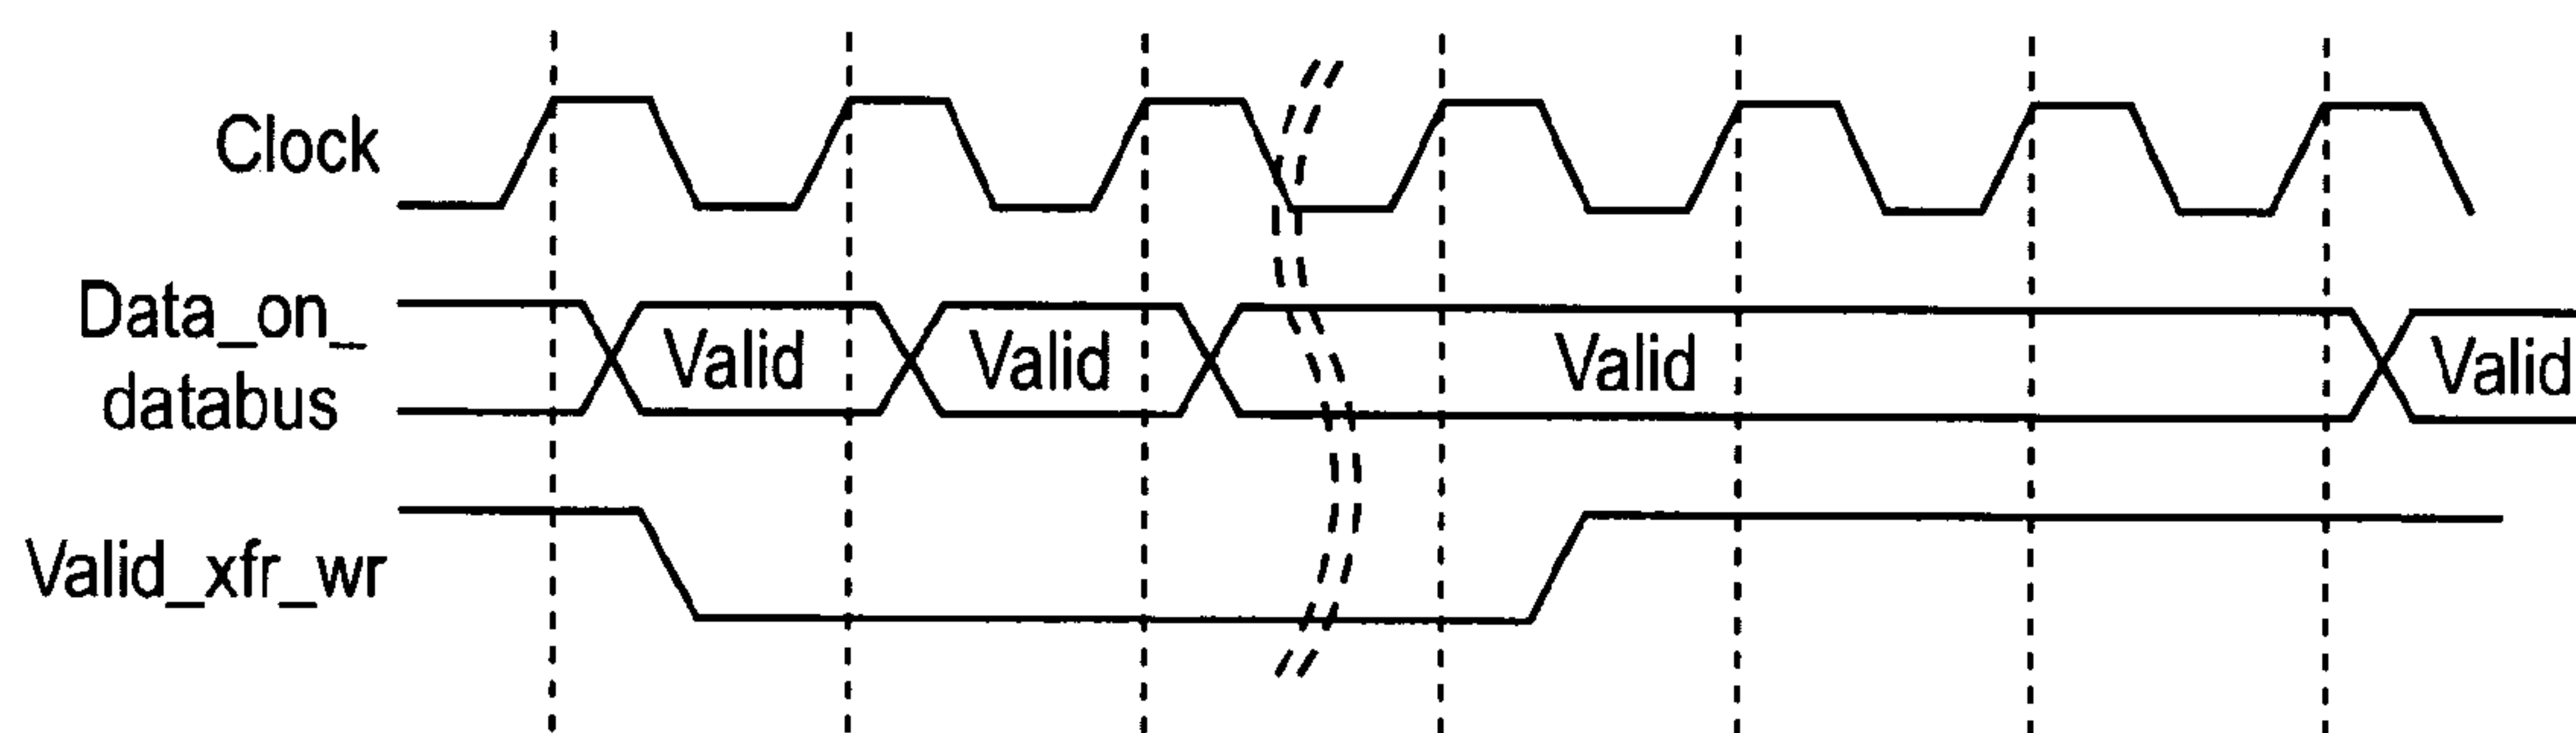 Clock
Data_on_
databus
Valid Valid Valid Valid
Valid_xfr_wr